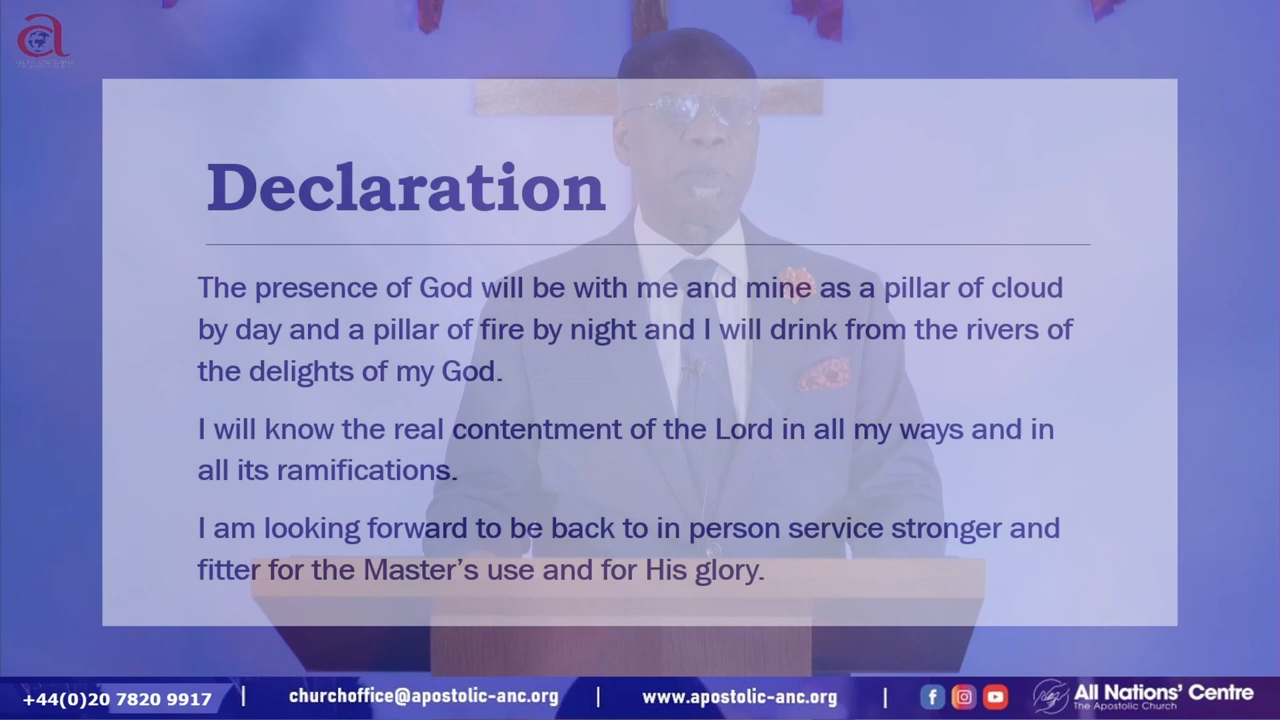 a
Declaration
The presence of God will be with me and mine as a pillar of cloud
by day and a pillar of fire by night and I will drink from the rivers of
the delights of my God.
I will know the real contentment of the Lord in all my ways and in
all its ramifications.
I am looking forward to be back to in person service stronger and
fitter for the Master’s use and for His glory.
+44(0)20 7820 9917 | churchoffice@apostolic-anc.org | www.apostolic-anc.org | All Nations’ Centre
The Apostolic Church